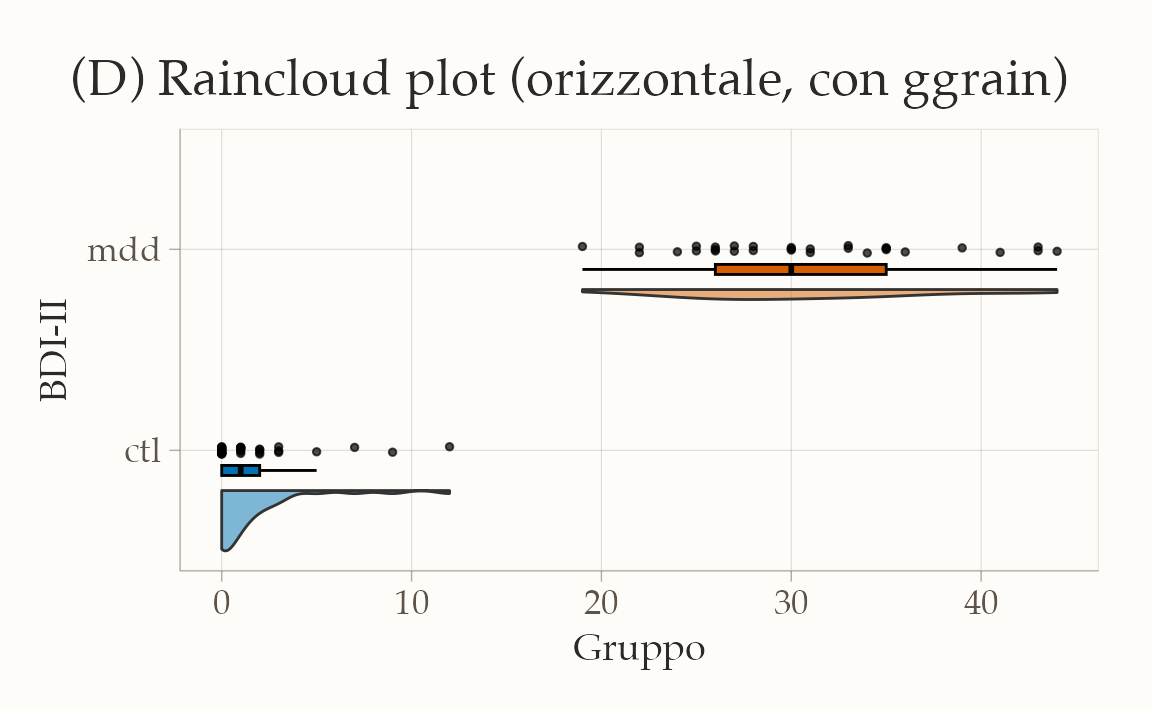 (D) Raincloud plot (orizzontale, con ggrain)
mdd
BDI-II
ctl
0 10 20 30 40
Gruppo